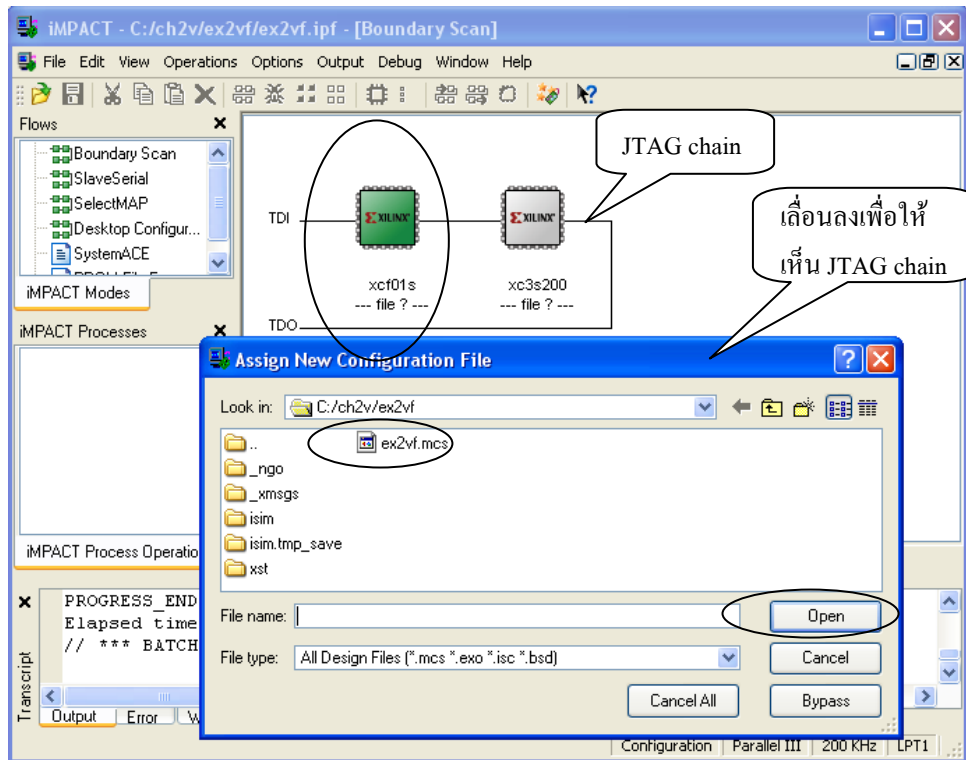 iMPACT - C:/ch2v/ex2vf/ex2vf.ipf - [Boundary Scan]
File Edit View Operations Options Output Debug Window Help
Flows
Boundary Scan
SlaveSerial
SelectMAP
Desktop Configur...
SystemACE
iMPACT Modes
iMPACT Processes
iMPACT Process Operatio
TDI
XILINX
XILINX
xcf01s
--- file ? ---
xc3s200
--- file ? ---
TDO
JTAG chain
เลื่อนลงเพื่อให้
เห็น JTAG chain
Assign New Configuration File
Look in: C:/ch2v/ex2vf
..
_ngo
_xmsgs
isim
isim.tmp_save
xst
ex2vf.mcs
File name:
Open
File type: All Design Files (*.mcs *.exo *.isc *.bsd)
Cancel
Cancel All
Bypass
PROGRESS_END
Elapsed time
// *** BATCH
Transcript
Output Error W
Configuration Parallel III 200 KHz LPT1